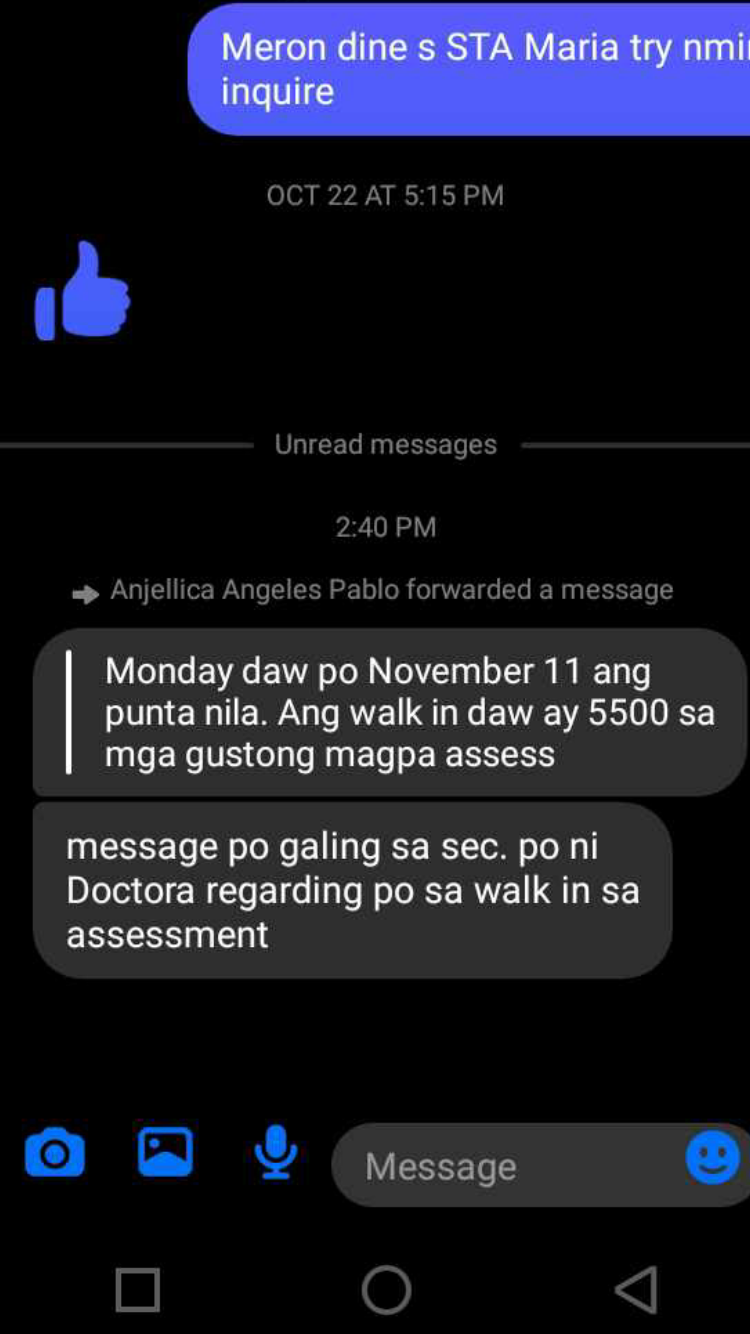 Meron dine s STA Maria try
inquire
OCT 22 AT 5:15 PM
Unread messages
2:40 PM
Anjellica Angeles Pablo forwarded a message
Monday daw po November 11 ang
punta nila. Ang walk in daw ay 5500 sa
mga gustong magpa assess
message po galing sa sec. po ni
Doctora regarding po sa walk in sa
assessment
Message